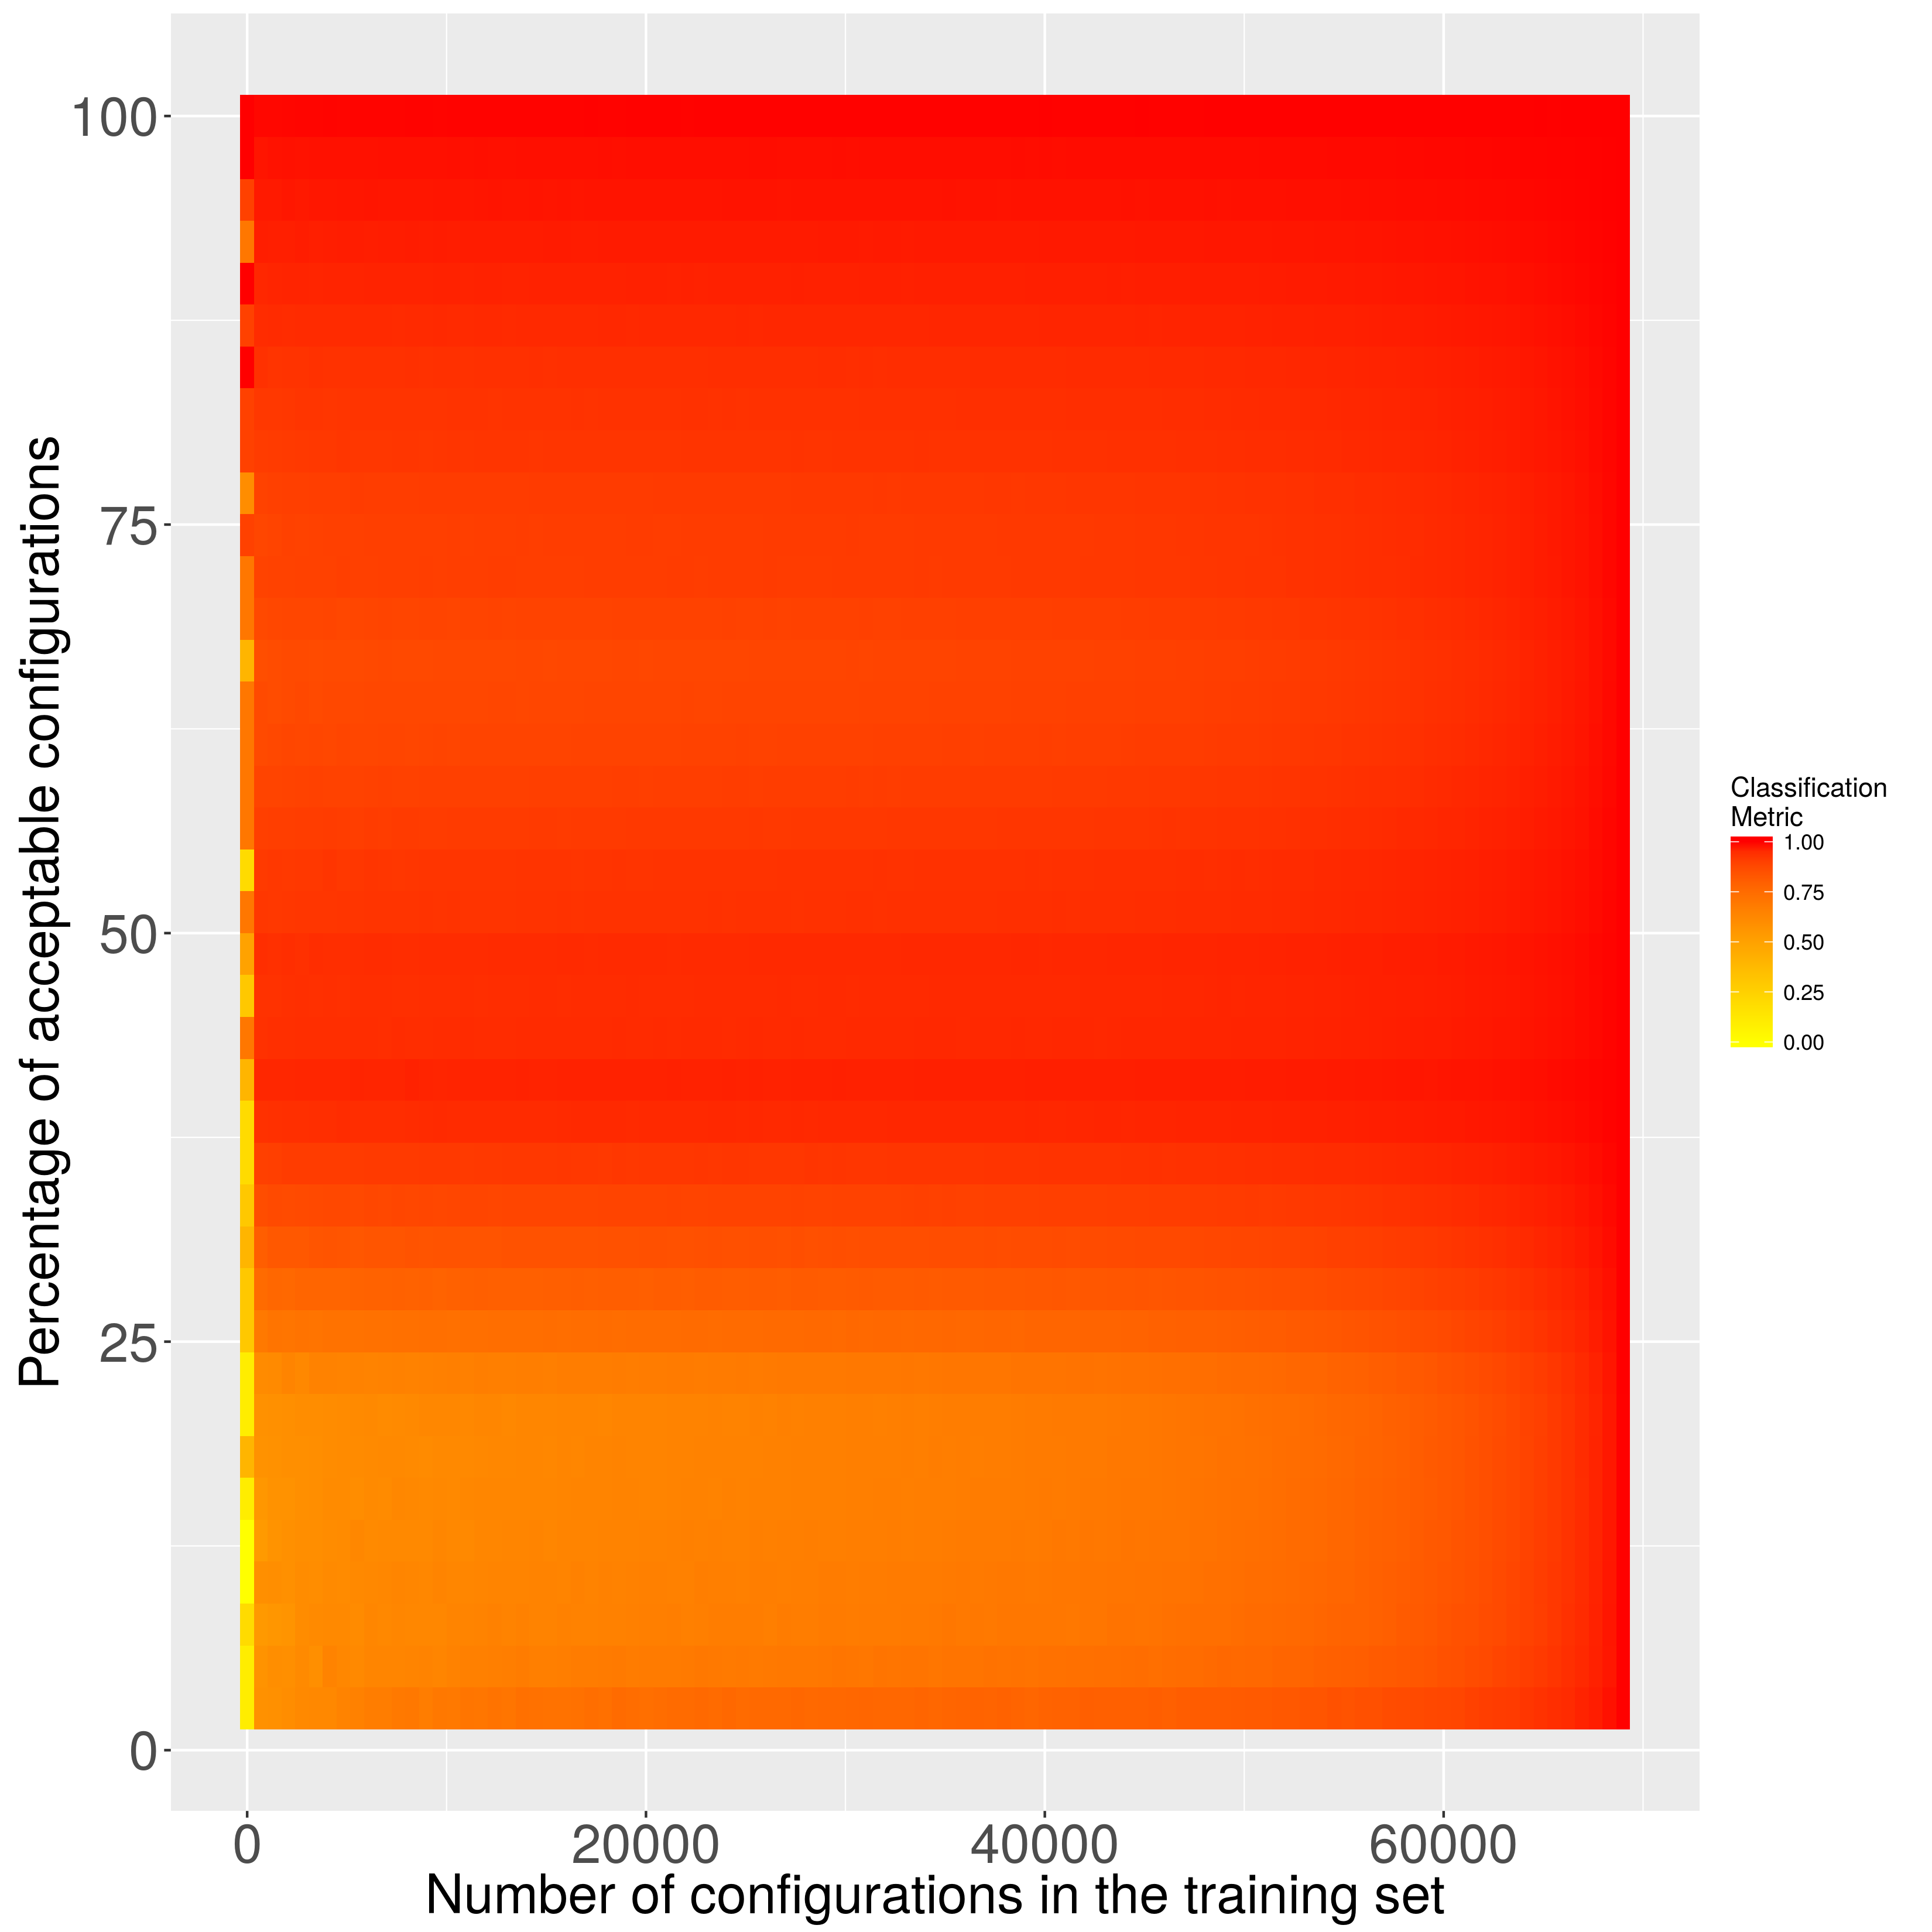 Percentage of acceptable configurations
100
75
50
25
0
0 20000 40000 60000
Number of configurations in the training set
Classification
Metric
1.00
0.75
0.50
0.25
0.00